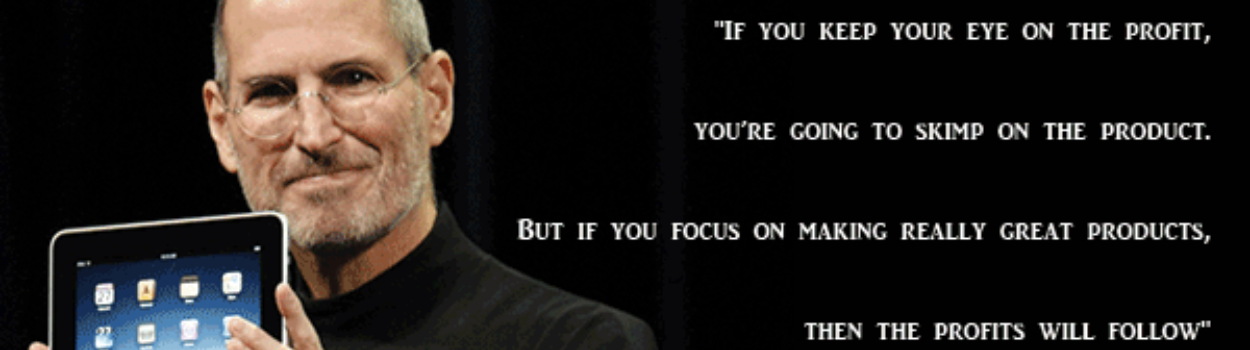 "If you keep your eye on the profit,
you're going to skimp on the product.
But if you focus on making really great products,
then the profits will follow"